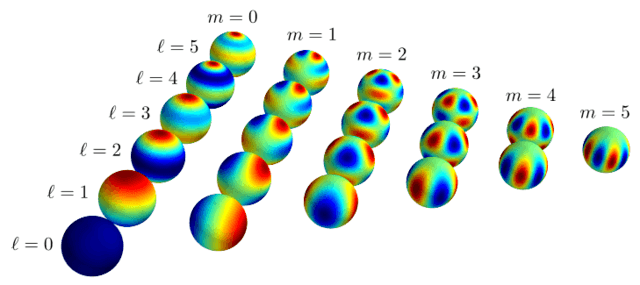 m = 0
m = 1
m = 2
m = 3
m = 4
m = 5
ℓ = 5
ℓ = 4
ℓ = 3
ℓ = 2
ℓ = 1
ℓ = 0